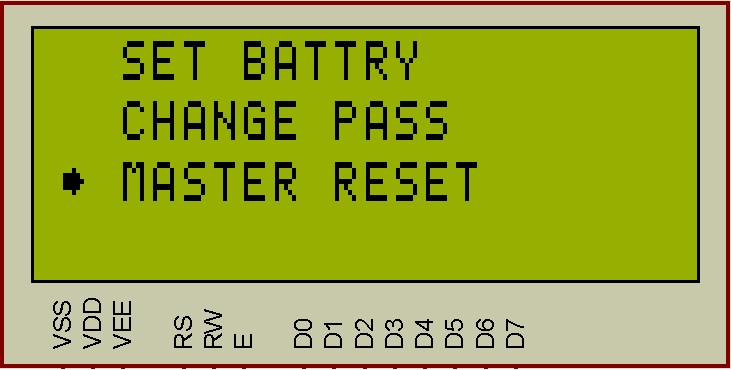 SET BATTRY
CHANGE PASS
MASTER RESET
VSS
VDD
VEE
RS
RW
E
D0
D1
D2
D3
D4
D5
D6
D7